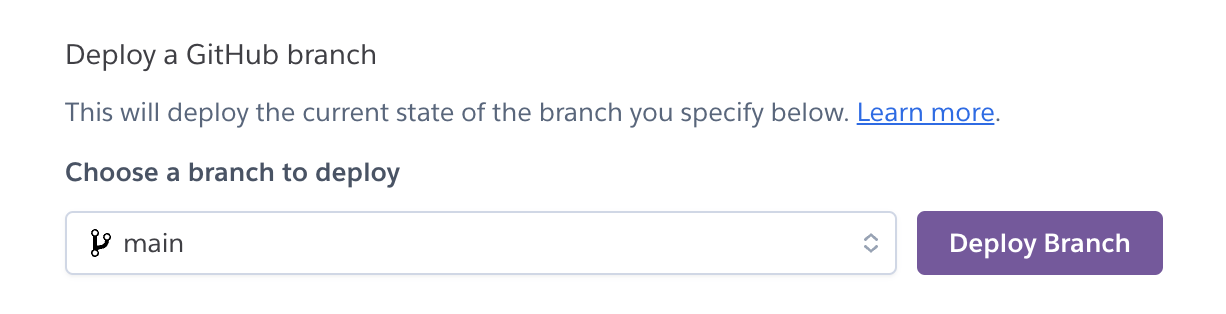 Deploy a GitHub branch
This will deploy the current state of the branch you specify below. Learn more.
Choose a branch to deploy
main
Deploy Branch